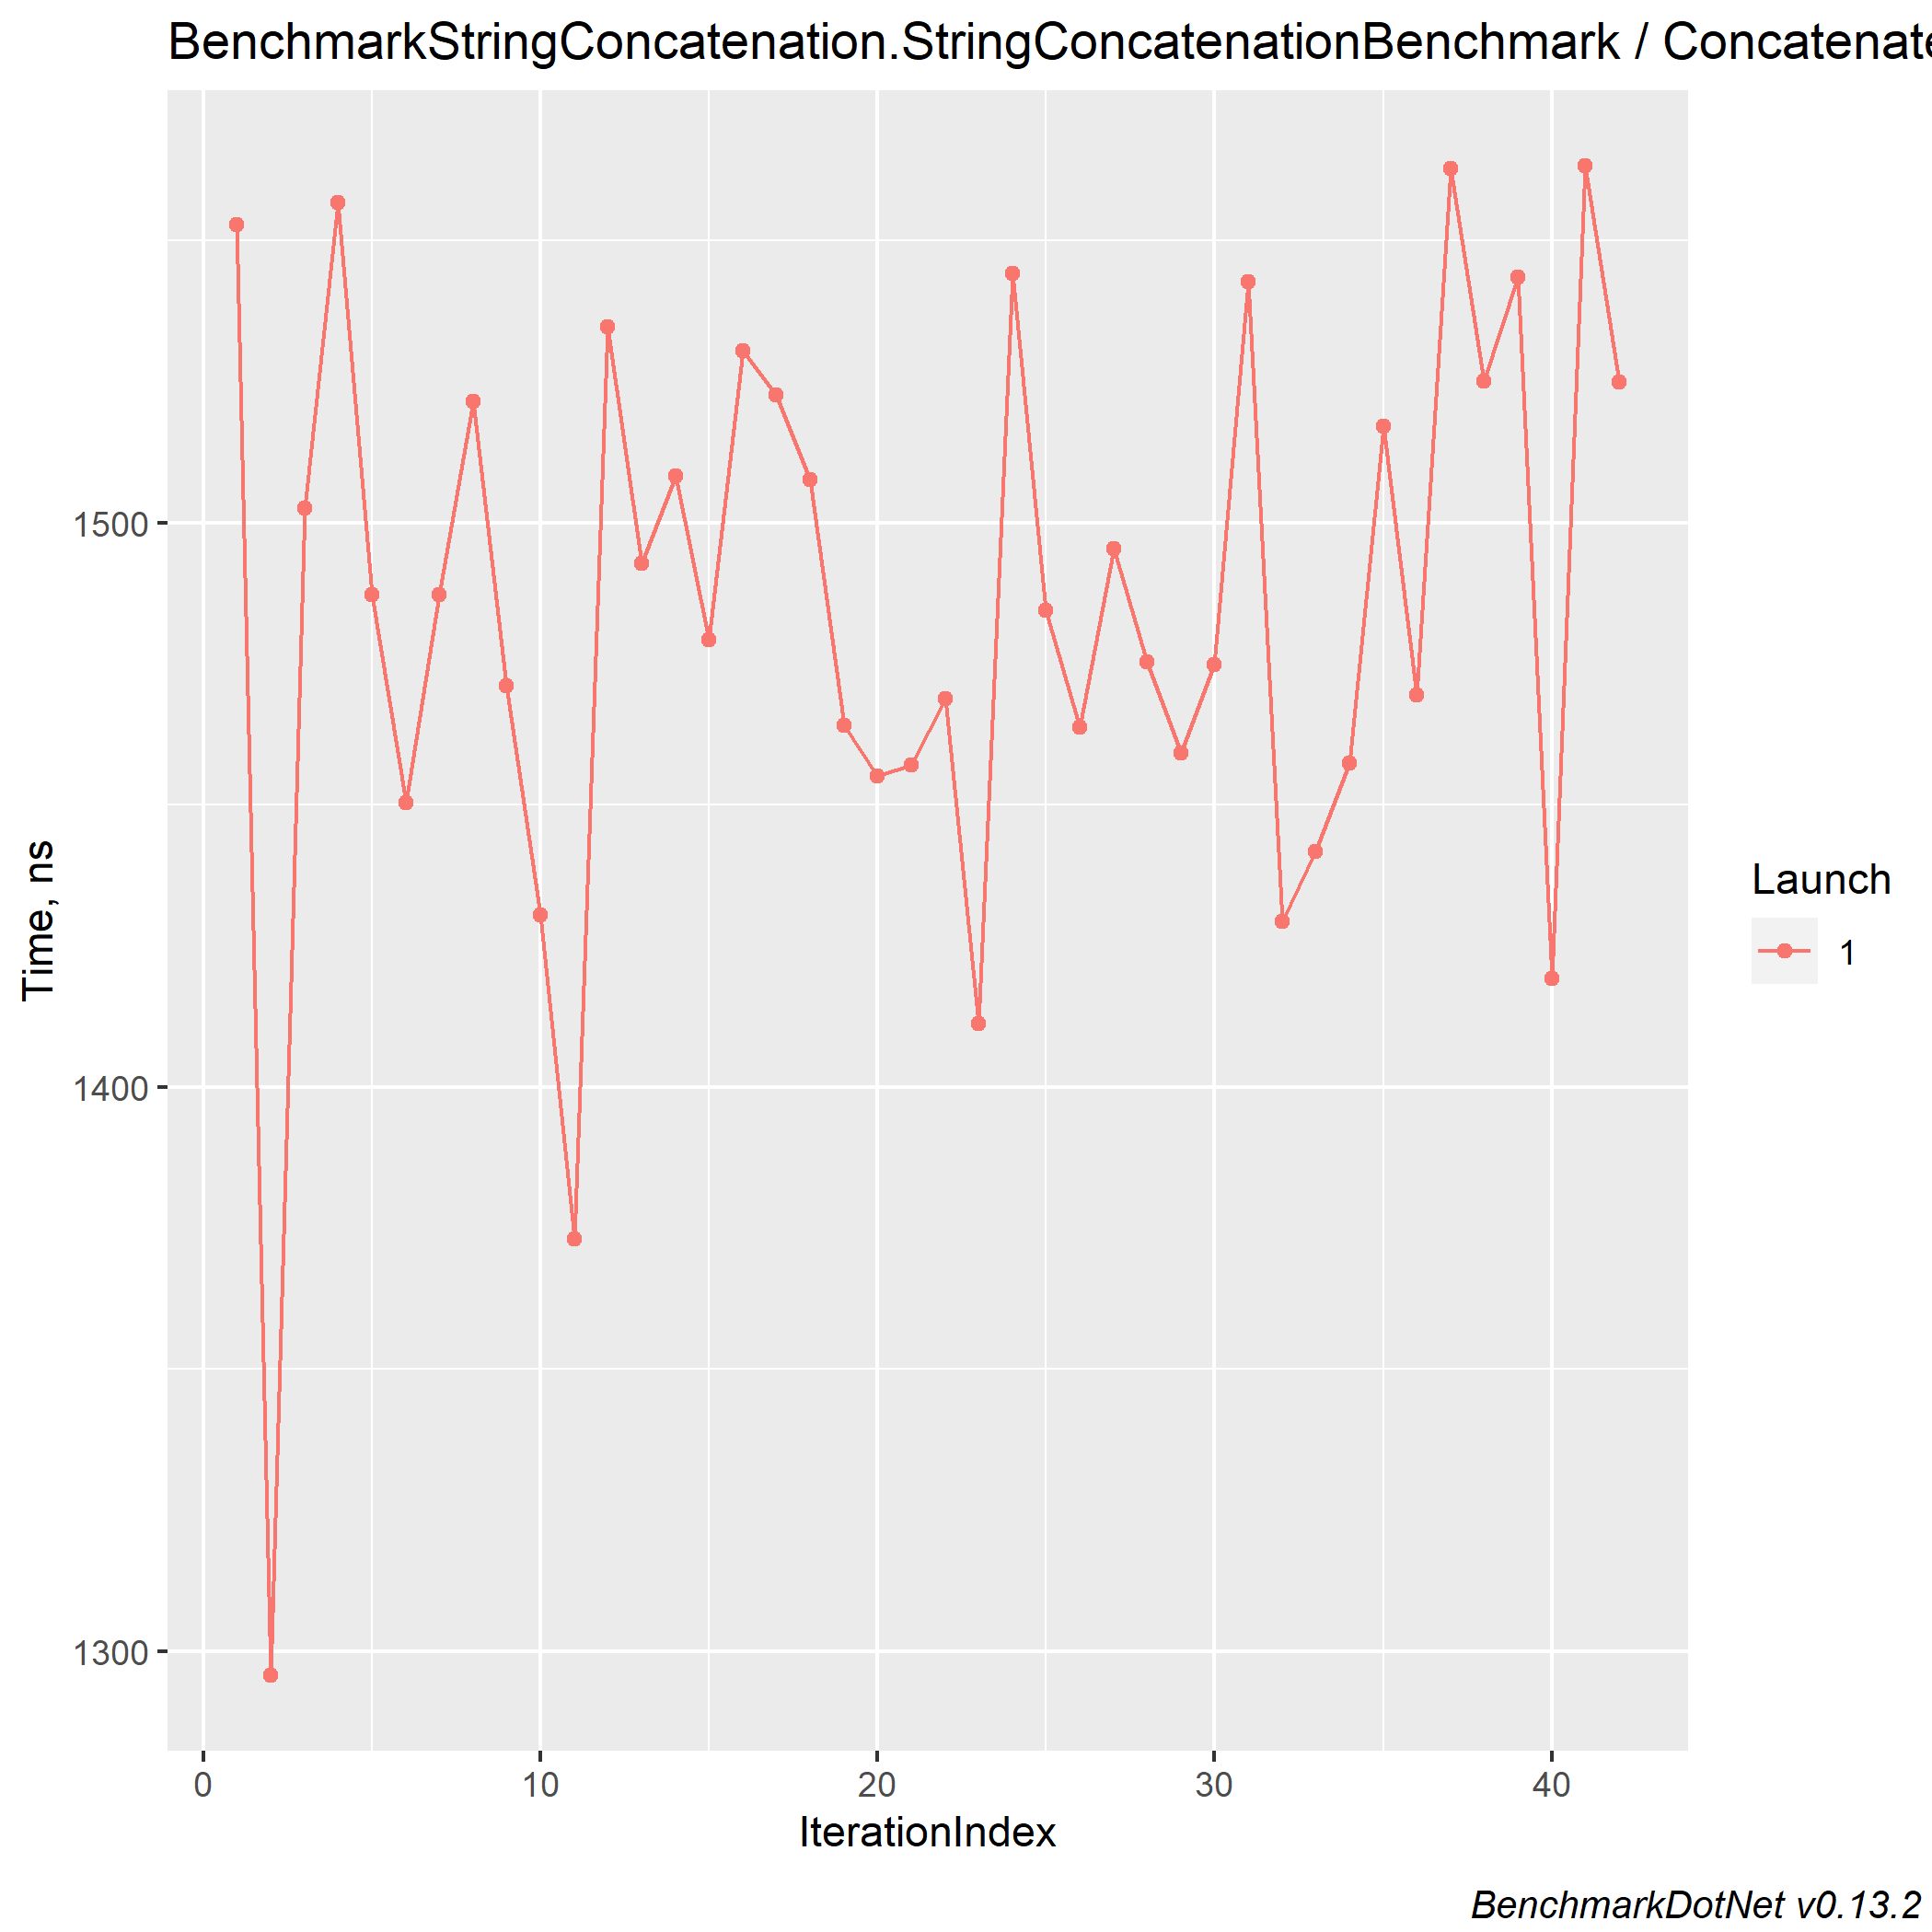 BenchmarkStringConcatenation.StringConcatenationBenchmark / Concatenate
1500
1400
1300
Time, ns
0 10 20 30 40
IterationIndex
Launch
1
BenchmarkDotNet v0.13.2